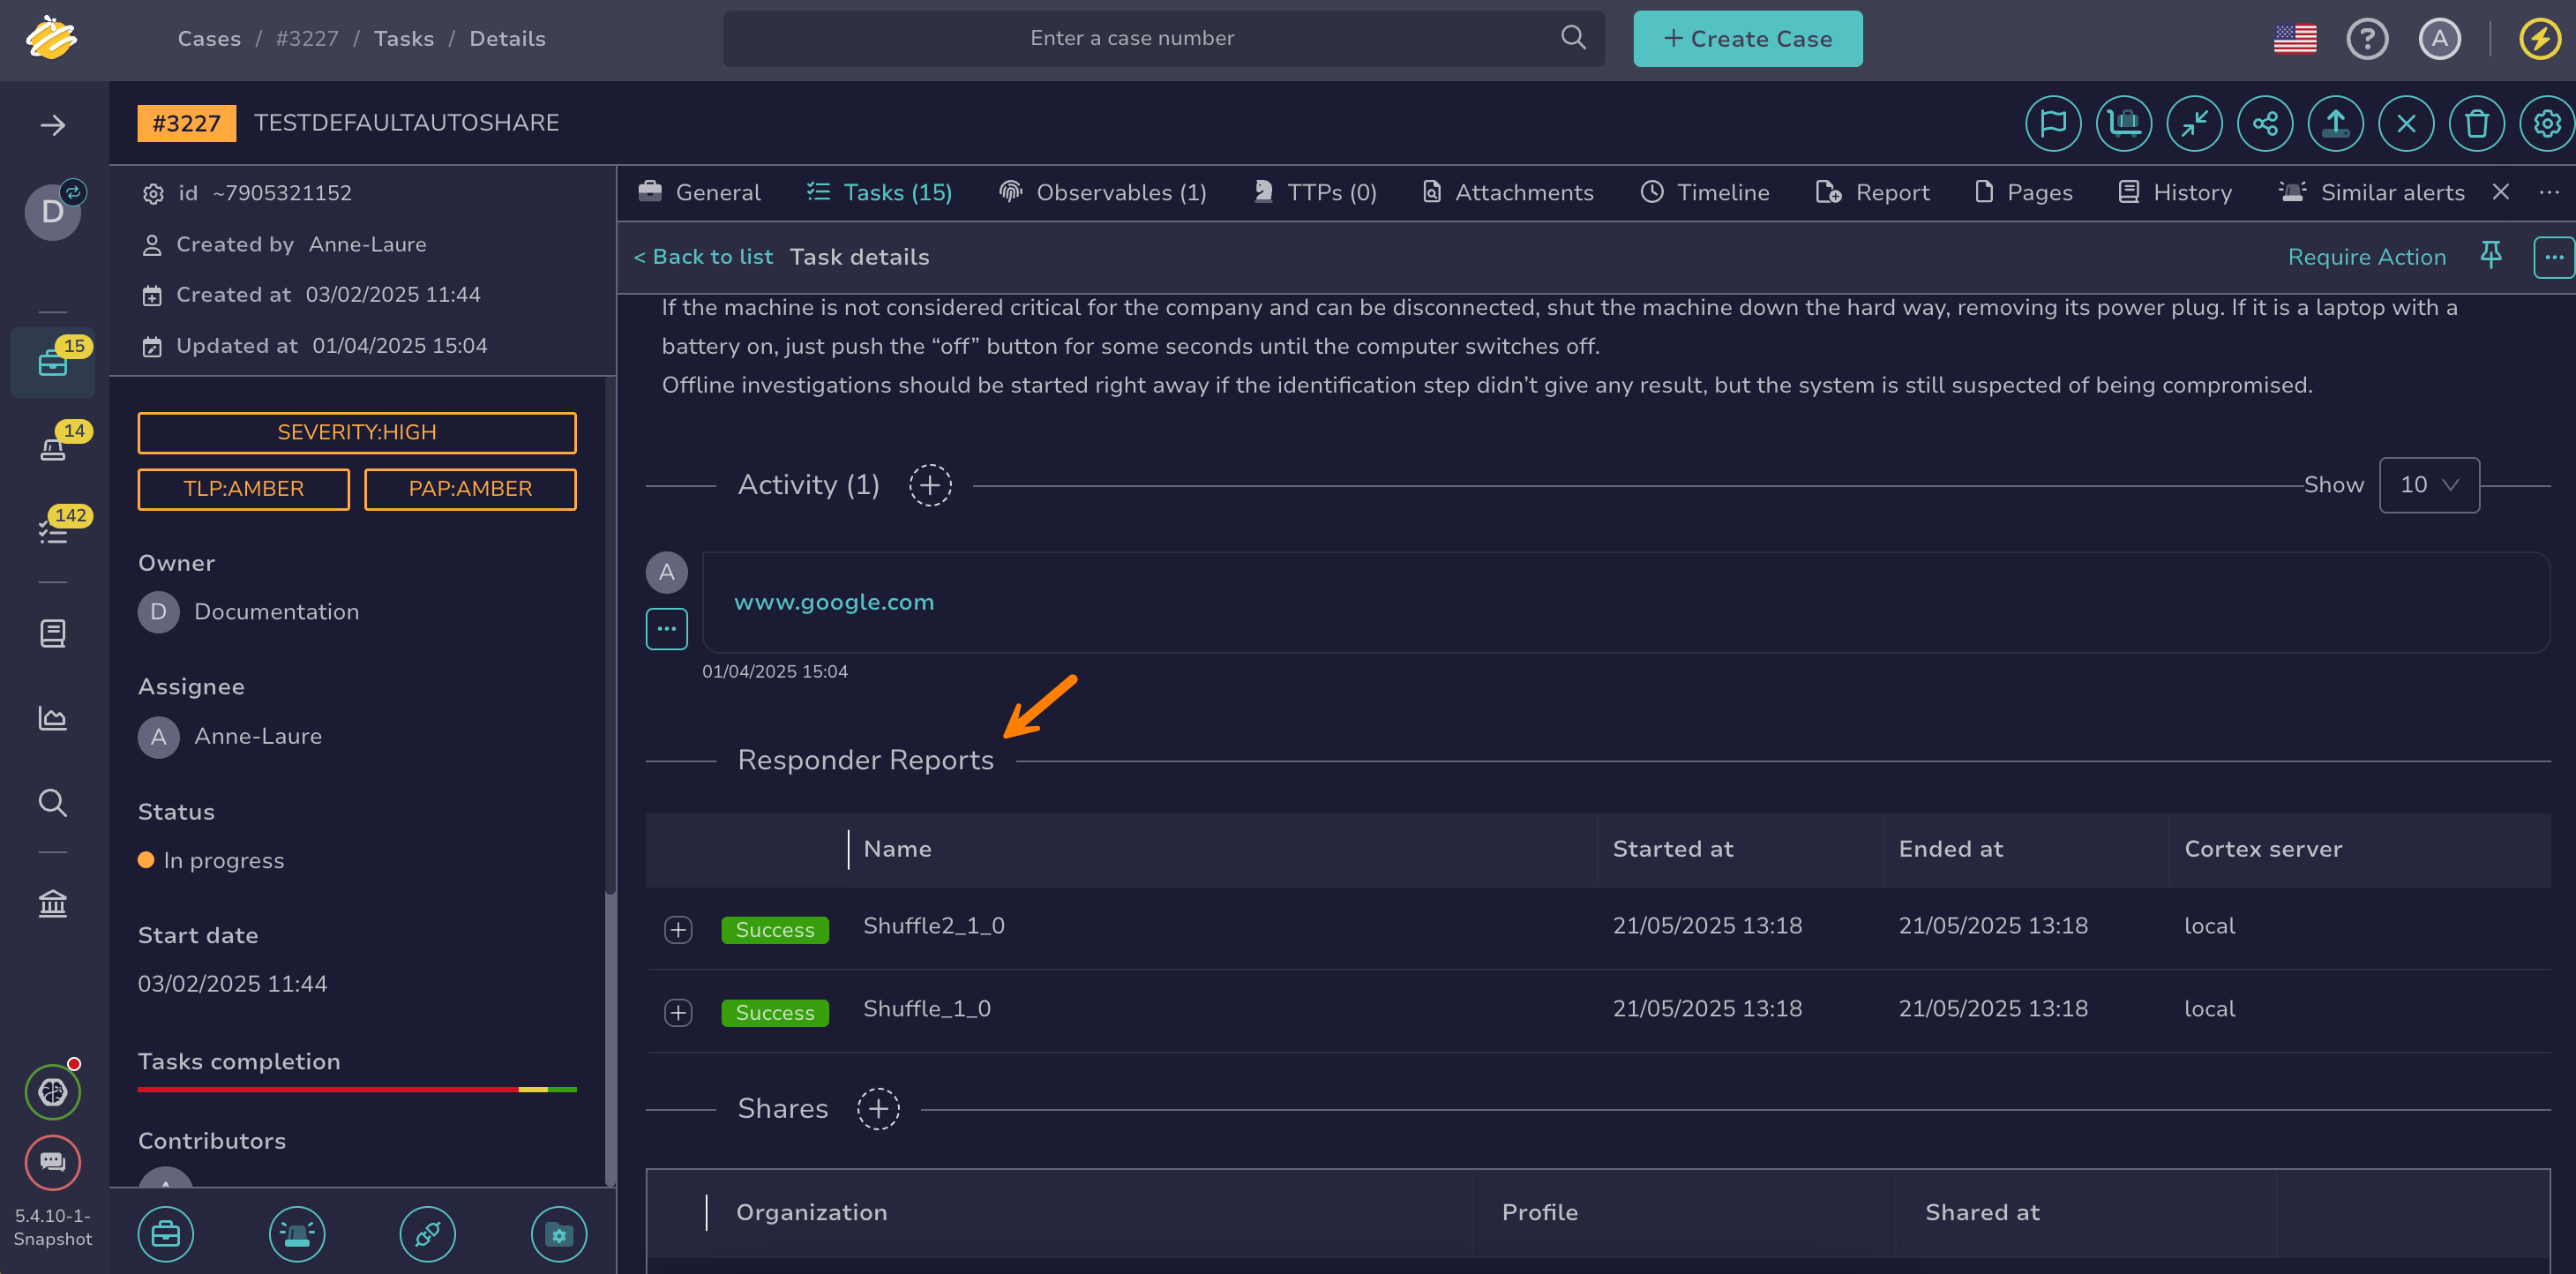 Cases / #3227 / Tasks / Details
Enter a case number
+ Create Case
A
#3227 TESTDEFAULTAUTOSHARE
D
id ~7905321152
Created by Anne-Laure
Created at 03/02/2025 11:44
Updated at 01/04/2025 15:04
General
Tasks (15)
Observables (1)
TTPs (0)
Attachments
Timeline
Report
Pages
History
Similar alerts
< Back to list Task details
Require Action
15
14
142
SEVERITY:HIGH
TLP:AMBER
PAP:AMBER
Owner
D Documentation
Assignee
A Anne-Laure
Status
In progress
Start date
03/02/2025 11:44
Tasks completion
Contributors
5.4.10-1-
Snapshot
If the machine is not considered critical for the company and can be disconnected, shut the machine down the hard way, removing its power plug. If it is a laptop with a
battery on, just push the “off” button for some seconds until the computer switches off.
Offline investigations should be started right away if the identification step didn’t give any result, but the system is still suspected of being compromised.
Activity (1)
Show 10
A
www.google.com
01/04/2025 15:04
Responder Reports
Name Started at Ended at Cortex server
Success Shuffle2_1_0 21/05/2025 13:18 21/05/2025 13:18 local
Success Shuffle_1_0 21/05/2025 13:18 21/05/2025 13:18 local
Shares
Organization Profile Shared at